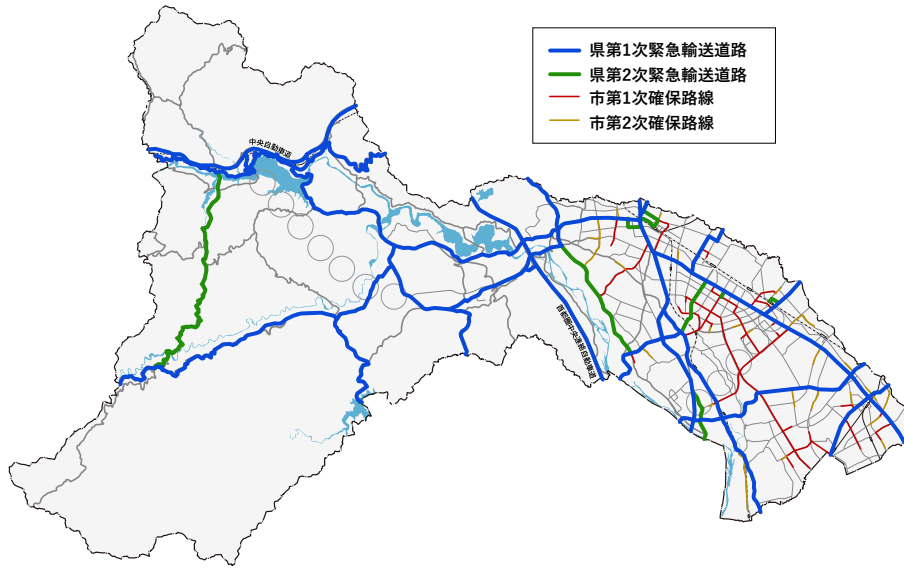 県第1次緊急輸送道路
県第2次緊急輸送道路
市第1次確保路線
市第2次確保路線
中央自動車道
首都圏中央連絡自動車道